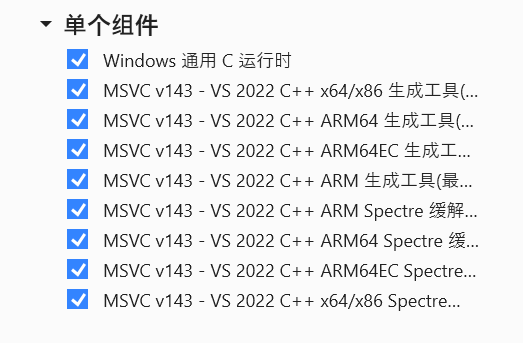 单个组件
Windows 通用 C 运行时
MSVC v143 - VS 2022 C++ x64/x86 生成工具(...
MSVC v143 - VS 2022 C++ ARM64 生成工具(...
MSVC v143 - VS 2022 C++ ARM64EC 生成工...
MSVC v143 - VS 2022 C++ ARM 生成工具(最...
MSVC v143 - VS 2022 C++ ARM Spectre 缓解...
MSVC v143 - VS 2022 C++ ARM64 Spectre 缓...
MSVC v143 - VS 2022 C++ ARM64EC Spectre...
MSVC v143 - VS 2022 C++ x64/x86 Spectre...